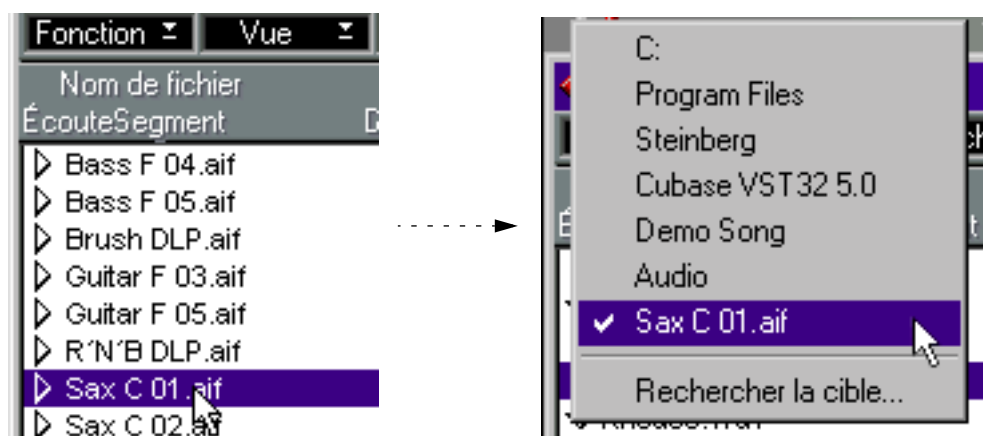 Fonction Vue
Nom de fichier
ÉcouteSegment
Bass F 04.aif
Bass F 05.aif
Brush DLP.aif
Guitar F 03.aif
Guitar F 05.aif
R´N´B DLP.aif
Sax C 01.aif
Sax C 02.aif
C:
Program Files
Steinberg
Cubase VST32 5.0
Demo Song
Audio
Sax C 01.aif
Rechercher la cible...